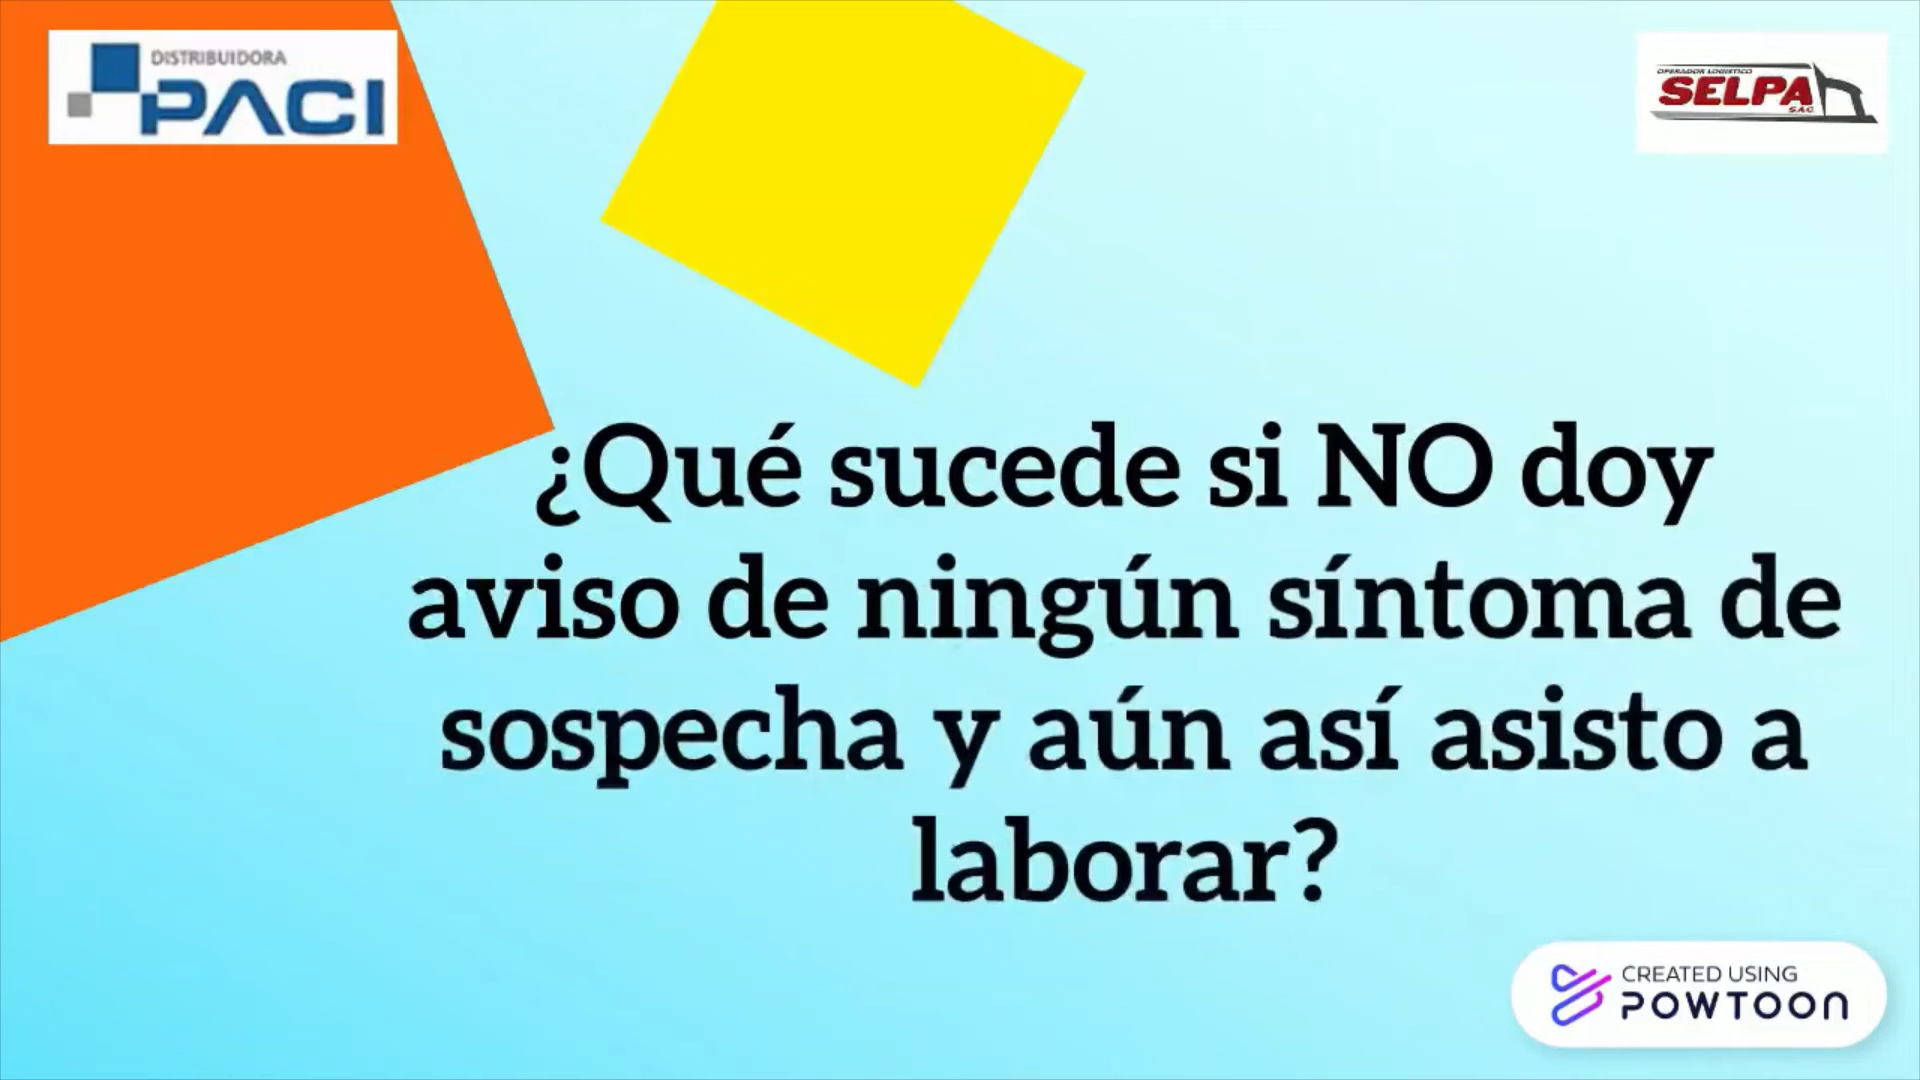 DISTRIBUIDORA
PACI
OPERADOR LOGISTICO
SELPA
S.A.C.
¿Qué sucede si NO doy
aviso de ningún síntoma de
sospecha y aún así asisto a
laborar?
CREATED USING
POWTOON